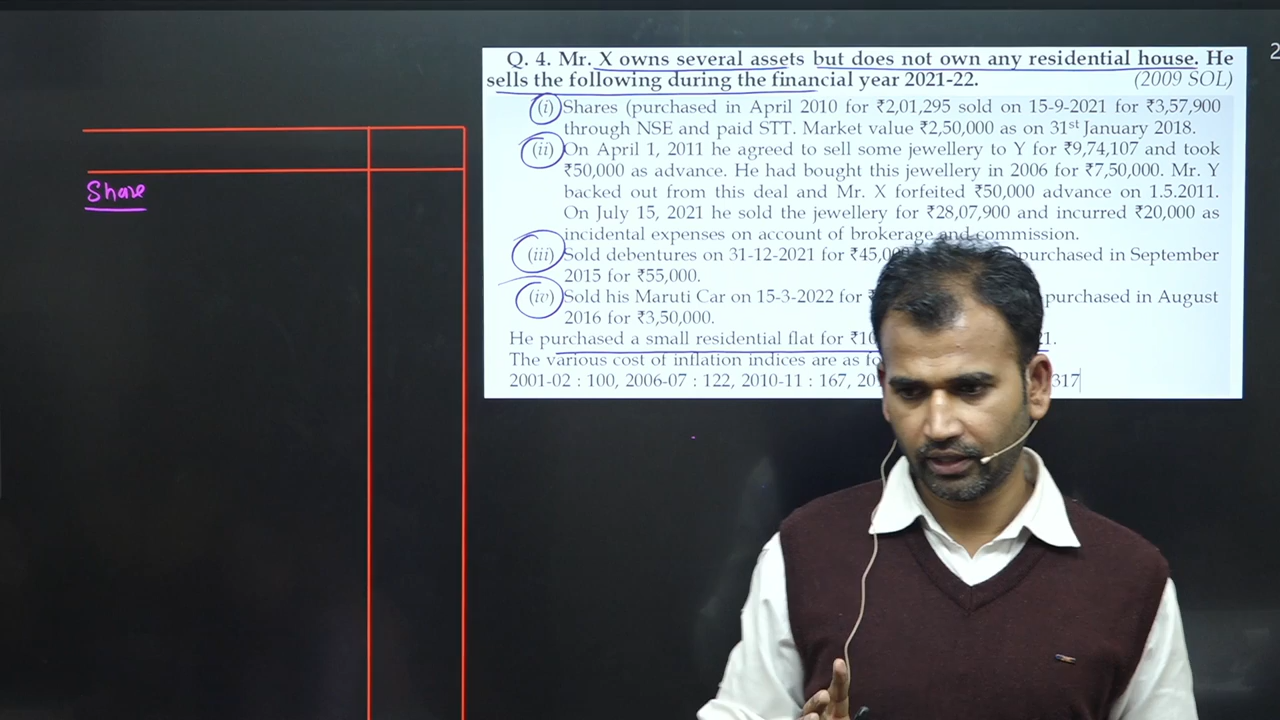 2
Q. 4. Mr. X owns several assets but does not own any residential house. He
sells the following during the financial year 2021-22. (2009 SOL)
(i) Shares (purchased in April 2010 for ₹2,01,295 sold on 15-9-2021 for ₹3,57,900
through NSE and paid STT. Market value ₹2,50,000 as on 31st January 2018.
(ii) On April 1, 2011 he agreed to sell some jewellery to Y for ₹9,74,107 and took
₹50,000 as advance. He had bought this jewellery in 2006 for ₹7,50,000. Mr. Y
backed out from this deal and Mr. X forfeited ₹50,000 advance on 1.5.2011.
On July 15, 2021 he sold the jewellery for ₹28,07,900 and incurred ₹20,000 as
incidental expenses on account of brokerage and commission.
(iii) Sold debentures on 31-12-2021 for ₹45,00 purchased in September
2015 for ₹55,000.
(iv) Sold his Maruti Car on 15-3-2022 for ₹ purchased in August
2016 for ₹3,50,000.
He purchased a small residential flat for ₹10 21.
The various cost of inflation indices are as fo
2001-02 : 100, 2006-07 : 122, 2010-11 : 167, 20 317
Share